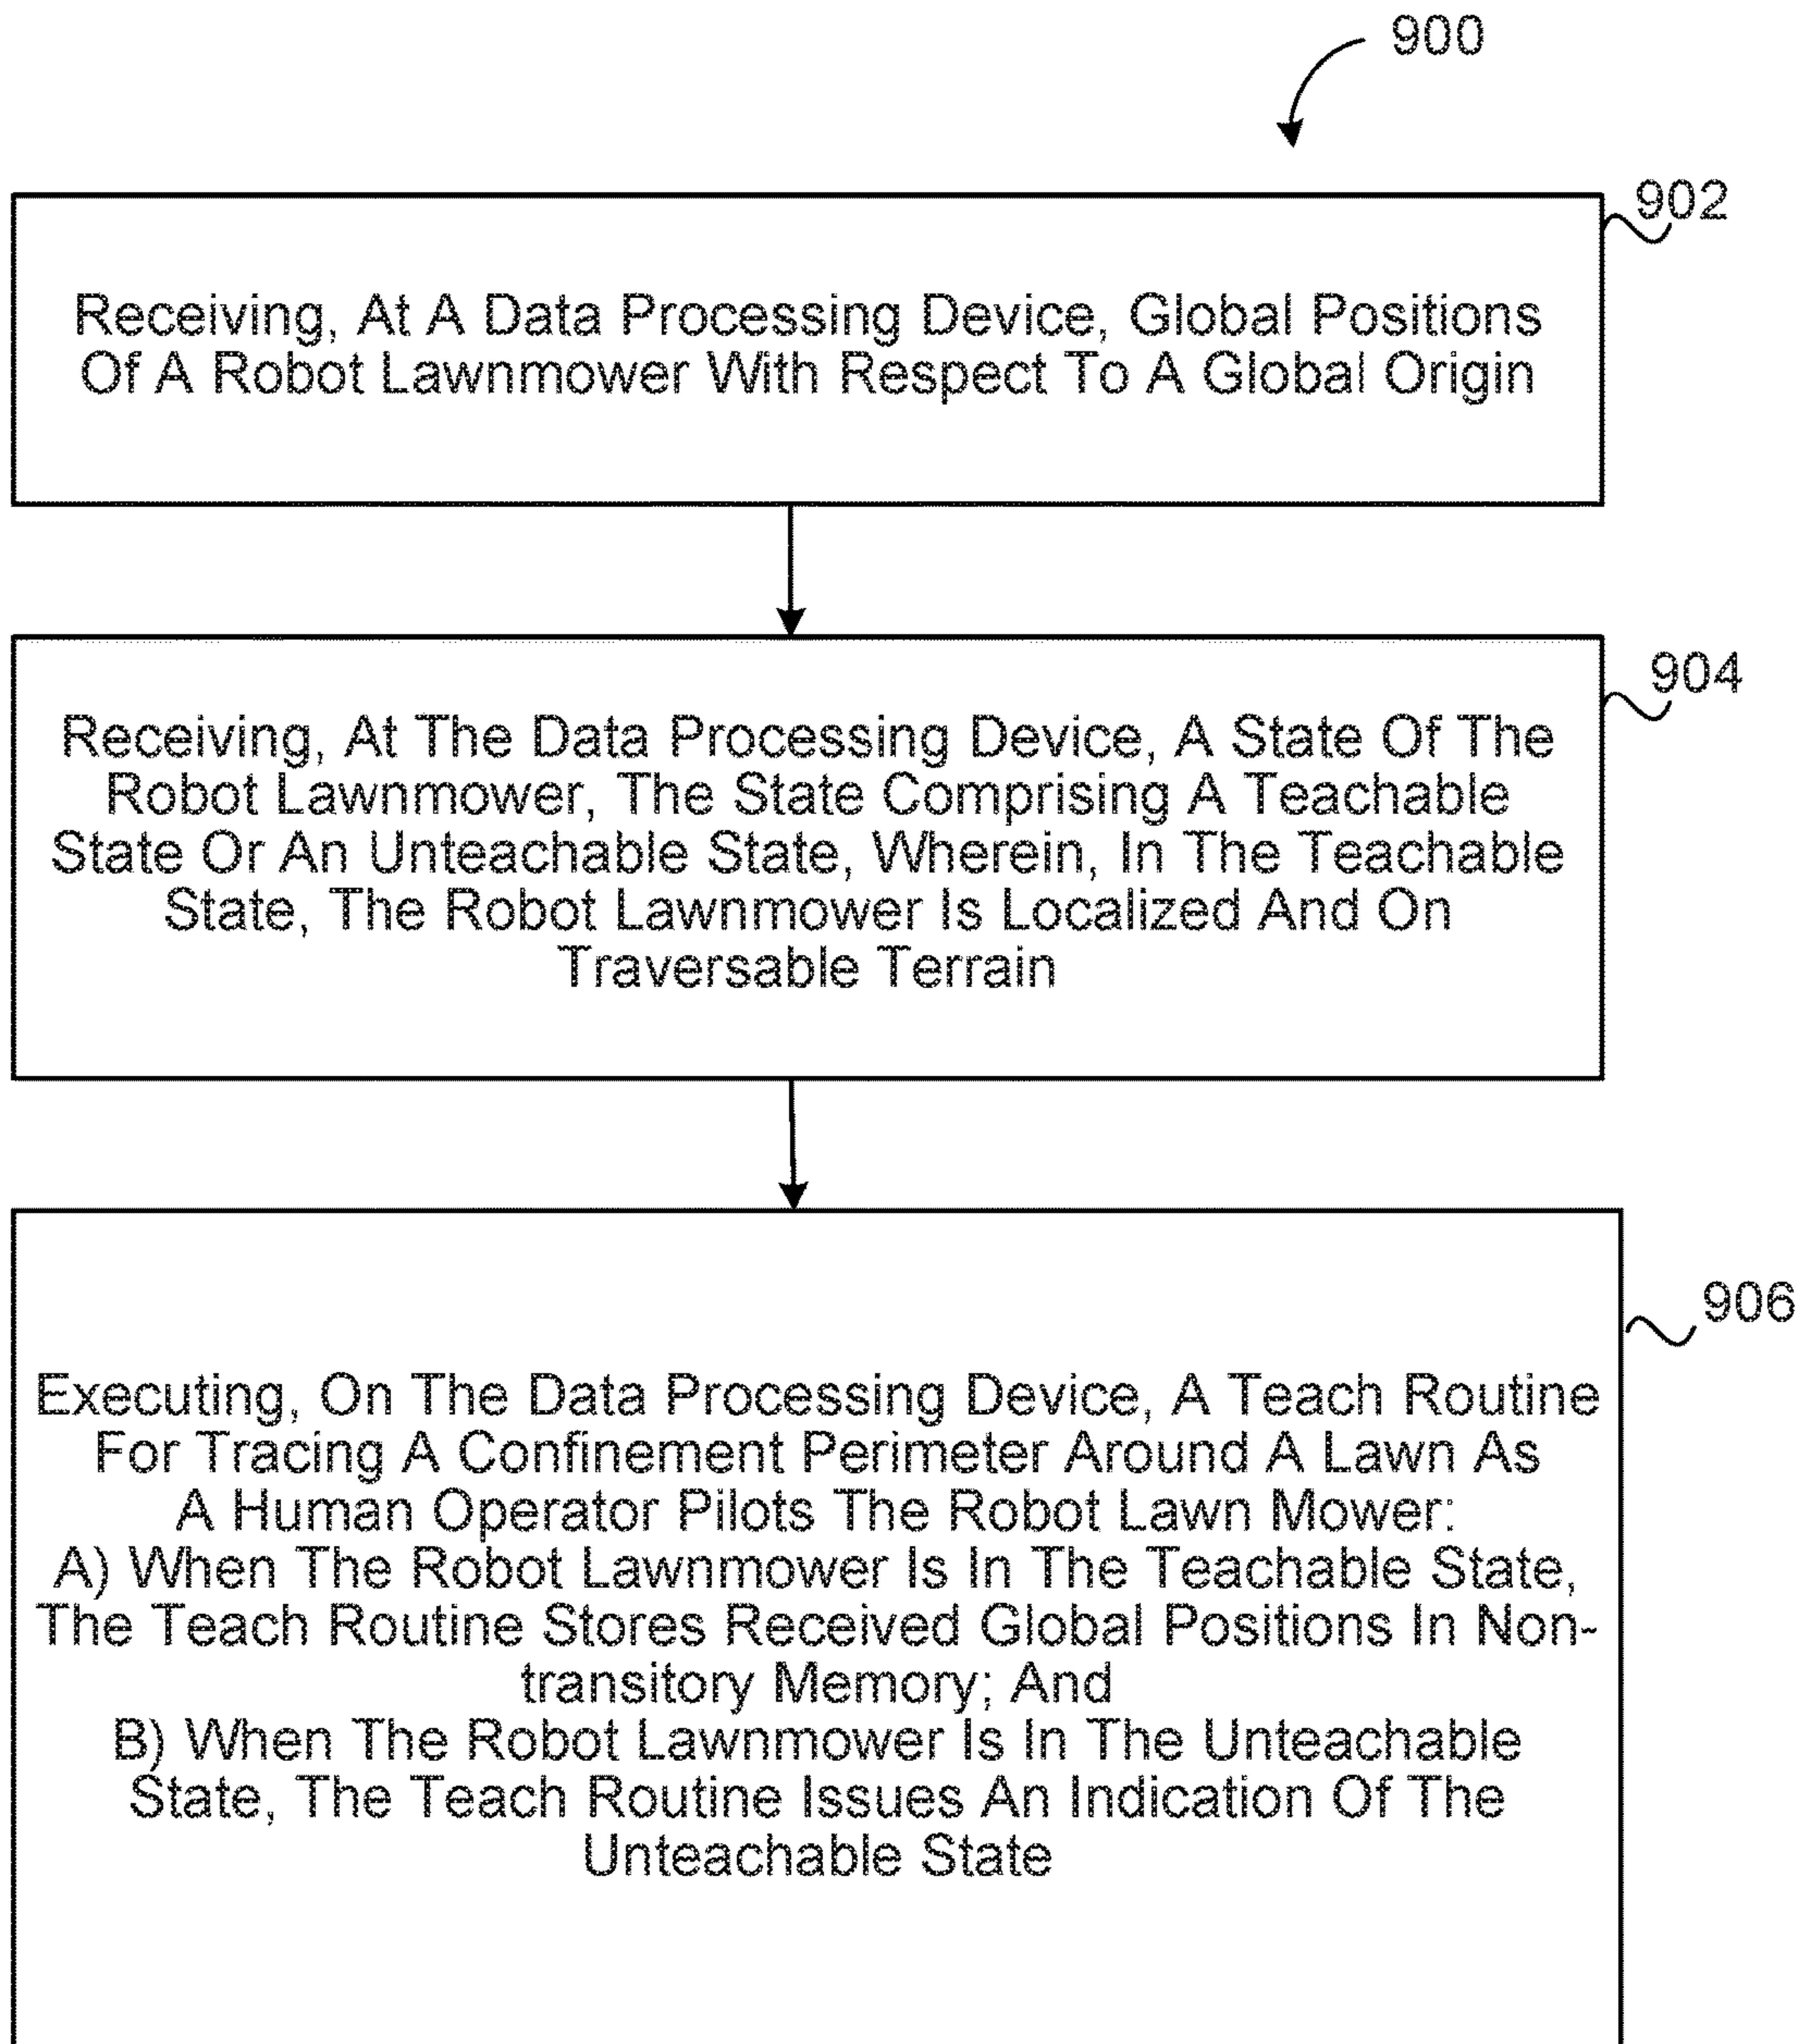 900
902
Receiving, At A Data Processing Device, Global Positions
Of A Robot Lawnmower With Respect To A Global Origin
904
Receiving, At The Data Processing Device, A State Of The
Robot Lawnmower, The State Comprising A Teachable
State Or An Unteachable State, Wherein, In The Teachable
State, The Robot Lawnmower Is Localized And On
Traversable Terrain
906
Executing, On The Data Processing Device, A Teach Routine
For Tracing A Confinement Perimeter Around A Lawn As
A Human Operator Pilots The Robot Lawn Mower:
A) When The Robot Lawnmower Is In The Teachable State,
The Teach Routine Stores Received Global Positions In Non-
transitory Memory; And
B) When The Robot Lawnmower Is In The Unteachable
State, The Teach Routine Issues An Indication Of The
Unteachable State